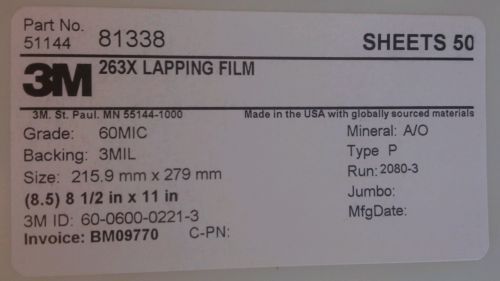 Part No.
51144 81338 SHEETS 50
3M 263X LAPPING FILM
3M. St. Paul. MN 55144-1000 Made in the USA with globally sourced materials
Grade: 60MIC Mineral: A/O
Backing: 3MIL Type P
Size: 215.9 mm x 279 mm Run: 2080-3
(8.5) 8 1/2 in x 11 in Jumbo:
3M ID: 60-0600-0221-3 MfgDate:
Invoice: BM09770 C-PN: